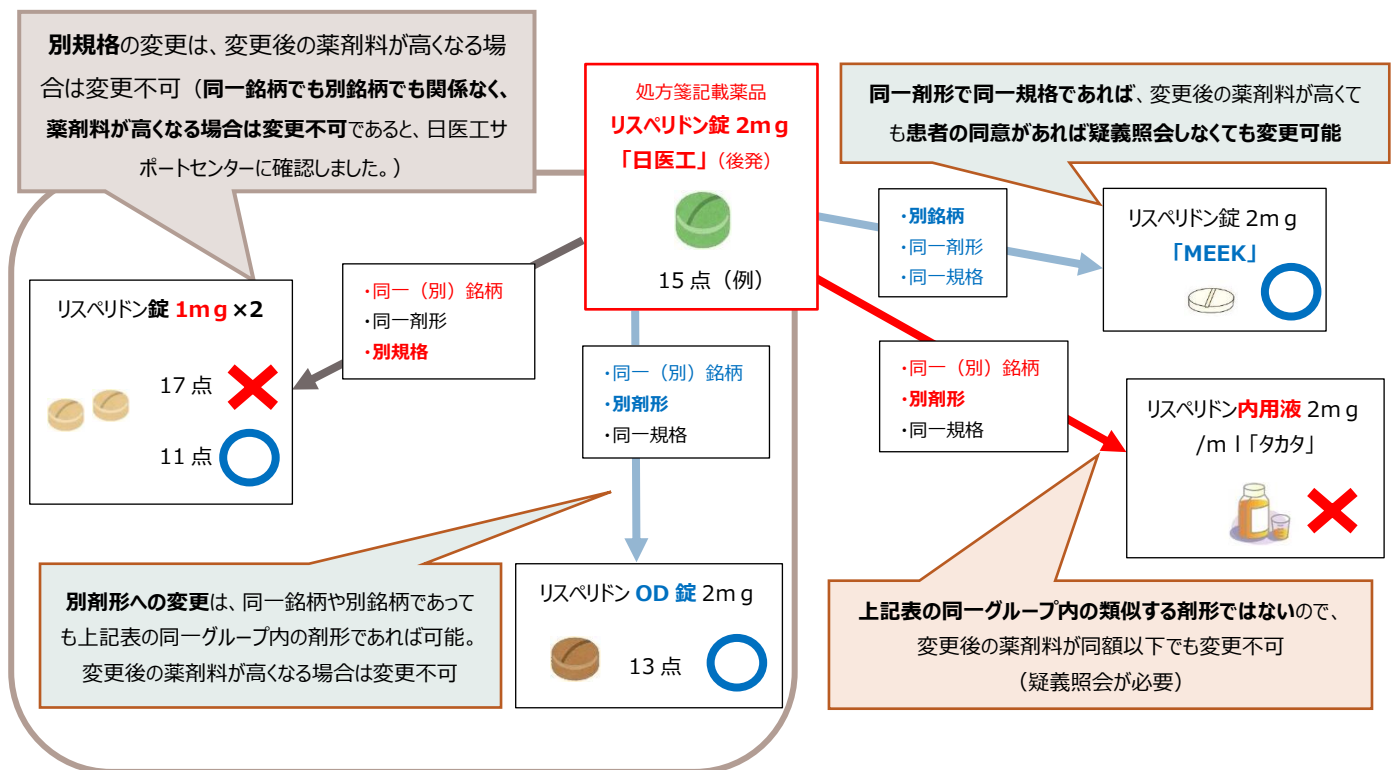 別規格の変更は、変更後の薬剤料が高くなる場
合は変更不可（同一銘柄でも別銘柄でも関係なく、
薬剤料が高くなる場合は変更不可であると、日医工サ
ポートセンターに確認しました。）
処方箋記載薬品
リスペリドン錠 2mg
「日医工」（後発）
15 点（例）
同一剤形で同一規格であれば、変更後の薬剤料が高くて
も患者の同意があれば疑義照会しなくても変更可能
・別銘柄
・同一剤形
・同一規格
リスペリドン錠 2mg
「MEEK」
リスペリドン錠 1mg×2
17 点
11 点
・同一（別）銘柄
・同一剤形
・別規格
・同一（別）銘柄
・別剤形
・同一規格
・同一（別）銘柄
・別剤形
・同一規格
リスペリドン内用液 2mg
/ml「タカタ」
別剤形への変更は、同一銘柄や別銘柄であって
も上記表の同一グループ内の剤形であれば可能。
変更後の薬剤料が高くなる場合は変更不可
リスペリドン OD 錠 2mg
13 点
上記表の同一グループ内の類似する剤形ではないので、
変更後の薬剤料が同額以下でも変更不可
（疑義照会が必要）